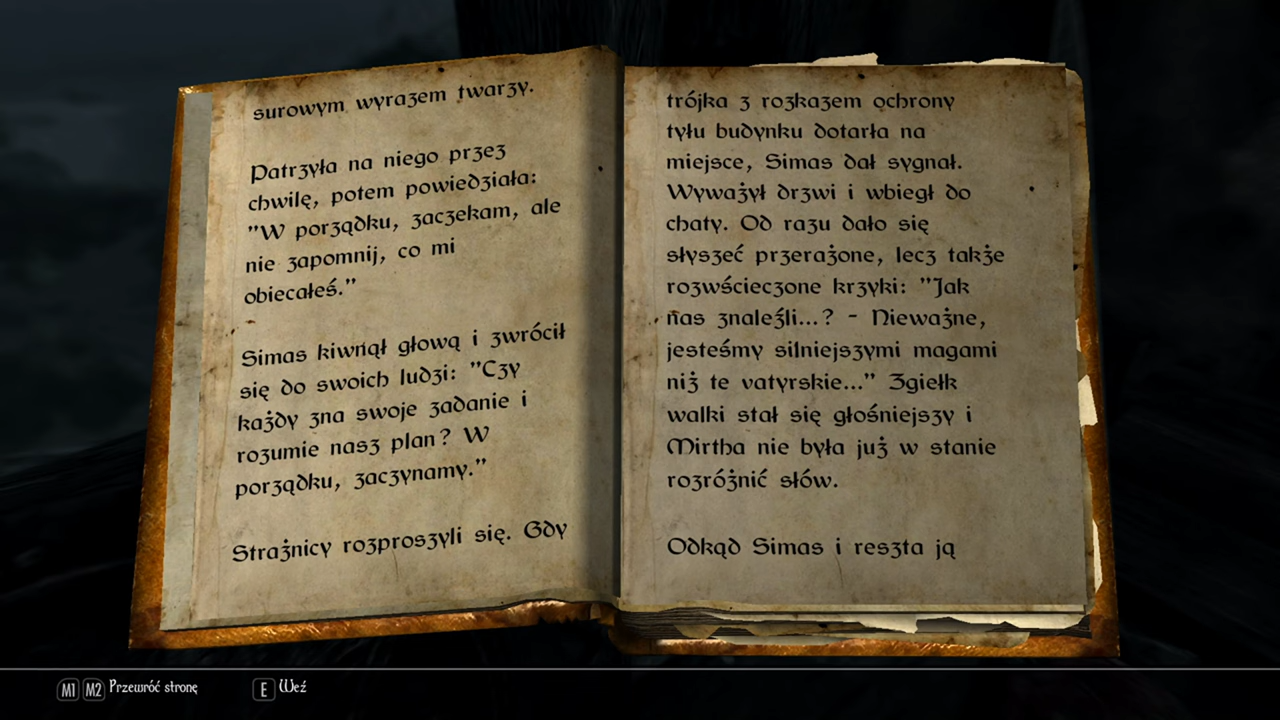 surowym wyrazem twarzy.
Patrzyła na niego przez
chwilę, potem powiedziała:
"W porządku, zaczekam, ale
nie zapomnij, co mi
obiecałeś."
Simas kiwnął głową i zwrócił
się do swoich ludzi: "Czy
każdy zna swoje zadanie i
rozumie nasz plan? W
porządku, zaczynamy."
Strażnicy rozproszyli się. Gdy
trójka z rozkazem ochrony
tyłu budynku dotarła na
miejsce, Simas dał sygnał.
Wyważył drzwi i wbiegł do
chaty. Od razu dało się
słyszeć przerażone, lecz także
rozwścieczone krzyki: "Jak
nas znaleźli...? - Nieważne,
jesteśmy silniejszymi magami
niż te vatyrskie..." Zgiełk
walki stał się głośniejszy i
Mirtha nie była już w stanie
rozróżnić słów.
Odkąd Simas i reszta ją
M1 M2 Przewróć stronę E Weź